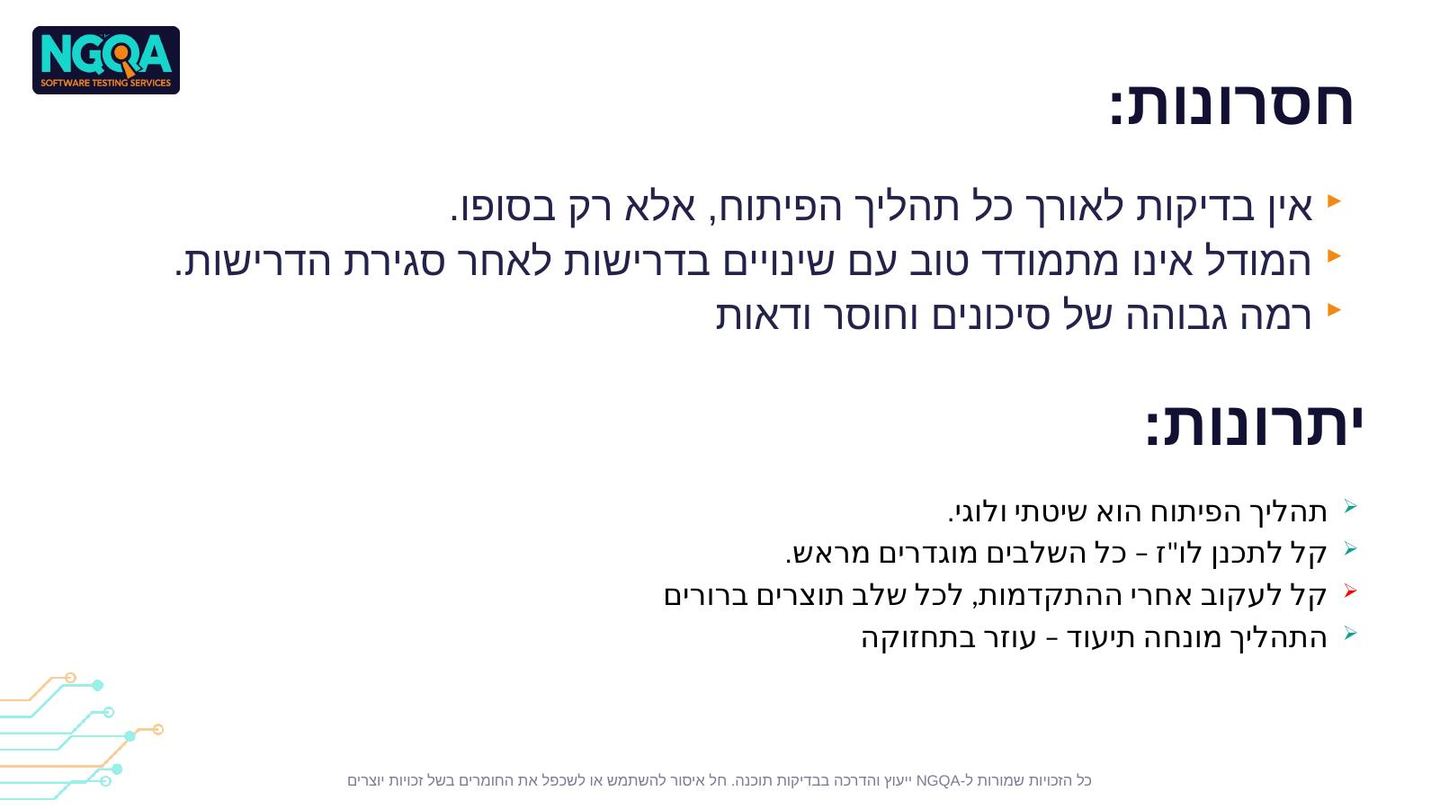 NGQA
SOFTWARE TESTING SERVICES
חסרונות:
אין בדיקות לאורך כל תהליך הפיתוח, אלא רק בסופו.
המודל אינו מתמודד טוב עם שינויים בדרישות לאחר סגירת הדרישות.
רמה גבוהה של סיכונים וחוסר ודאות
יתרונות:
תהליך הפיתוח הוא שיטתי ולוגי.
קל לתכנן לו"ז – כל השלבים מוגדרים מראש.
קל לעקוב אחרי ההתקדמות, לכל שלב תוצרים ברורים
התהליך מונחה תיעוד – עוזר בתחזוקה
כל הזכויות שמורות ל-NGQA ייעוץ והדרכה בבדיקות תוכנה. חל איסור להשתמש או לשכפל את החומרים בשל זכויות יוצרים